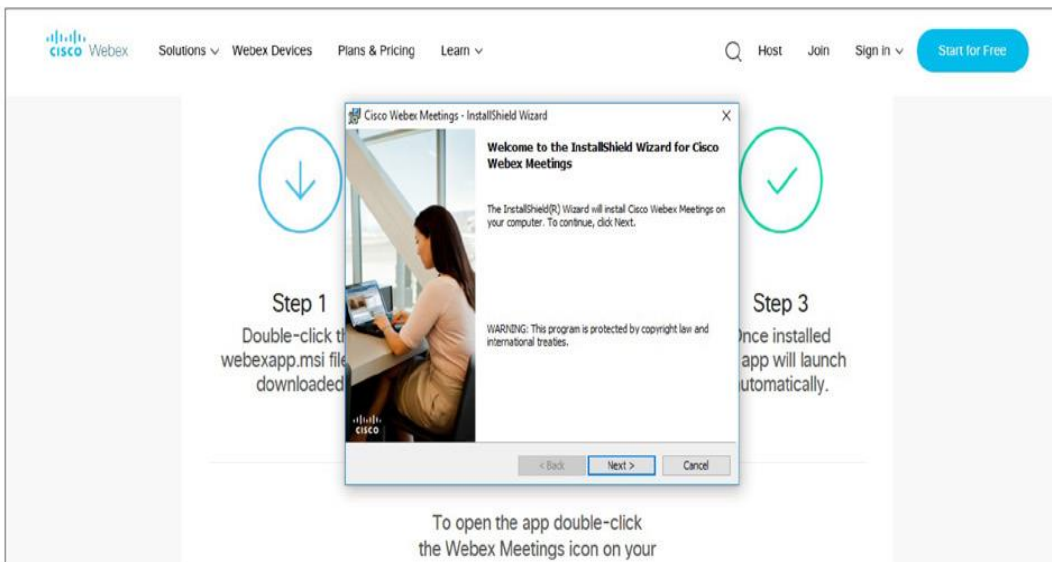 CISCO Webex
Solutions Webex Devices Plans & Pricing Learn
Host Join Sign in Start for Free
Cisco Webex Meetings - InstallShield Wizard
Welcome to the InstallShield Wizard for Cisco
Webex Meetings
The InstallShield(R) Wizard will install Cisco Webex Meetings on
your computer. To continue, click Next.
WARNING: This program is protected by copyright law and
international treaties.
CISCO
< Back Next > Cancel
Step 1
Double-click
webexapp.msi
downloaded
Step 3
installed
app will launch
To open the app double-click
the Webex Meetings icon on your